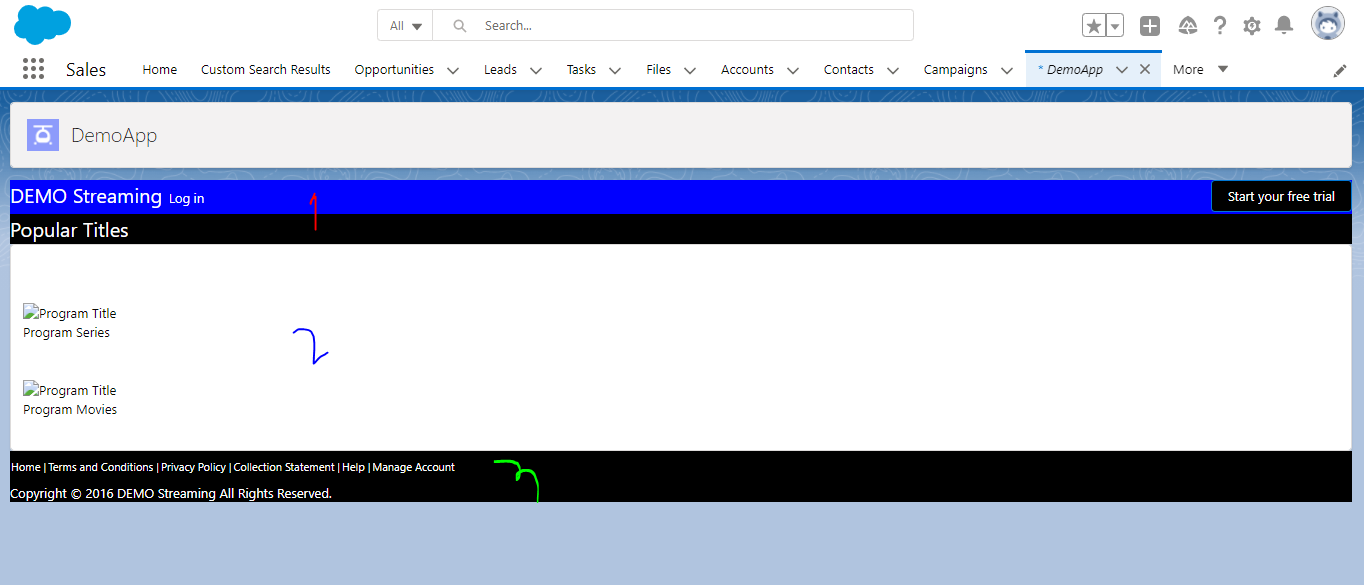 All Search...
Sales Home Custom Search Results Opportunities Leads Tasks Files Accounts Contacts Campaigns * DemoApp More
DemoApp
DEMO Streaming Log in Start your free trial
1
Popular Titles
Program Title
Program Series
2
Program Title
Program Movies
Home | Terms and Conditions | Privacy Policy | Collection Statement | Help | Manage Account
3
Copyright © 2016 DEMO Streaming All Rights Reserved.